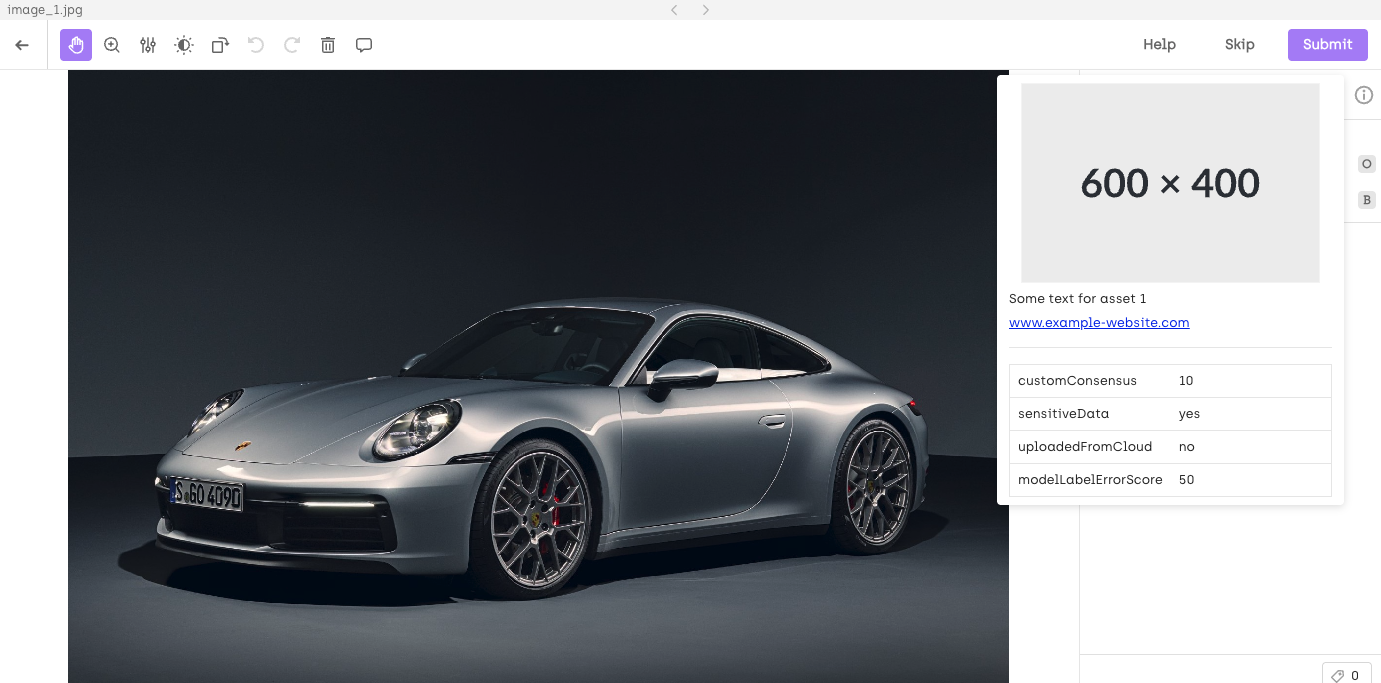 image_1.jpg
Help Skip Submit
600 × 400
Some text for asset 1
www.example-website.com
customConsensus 10
sensitiveData yes
uploadedFromCloud no
modelLabelErrorScore 50
O
B
S GO 4090
0